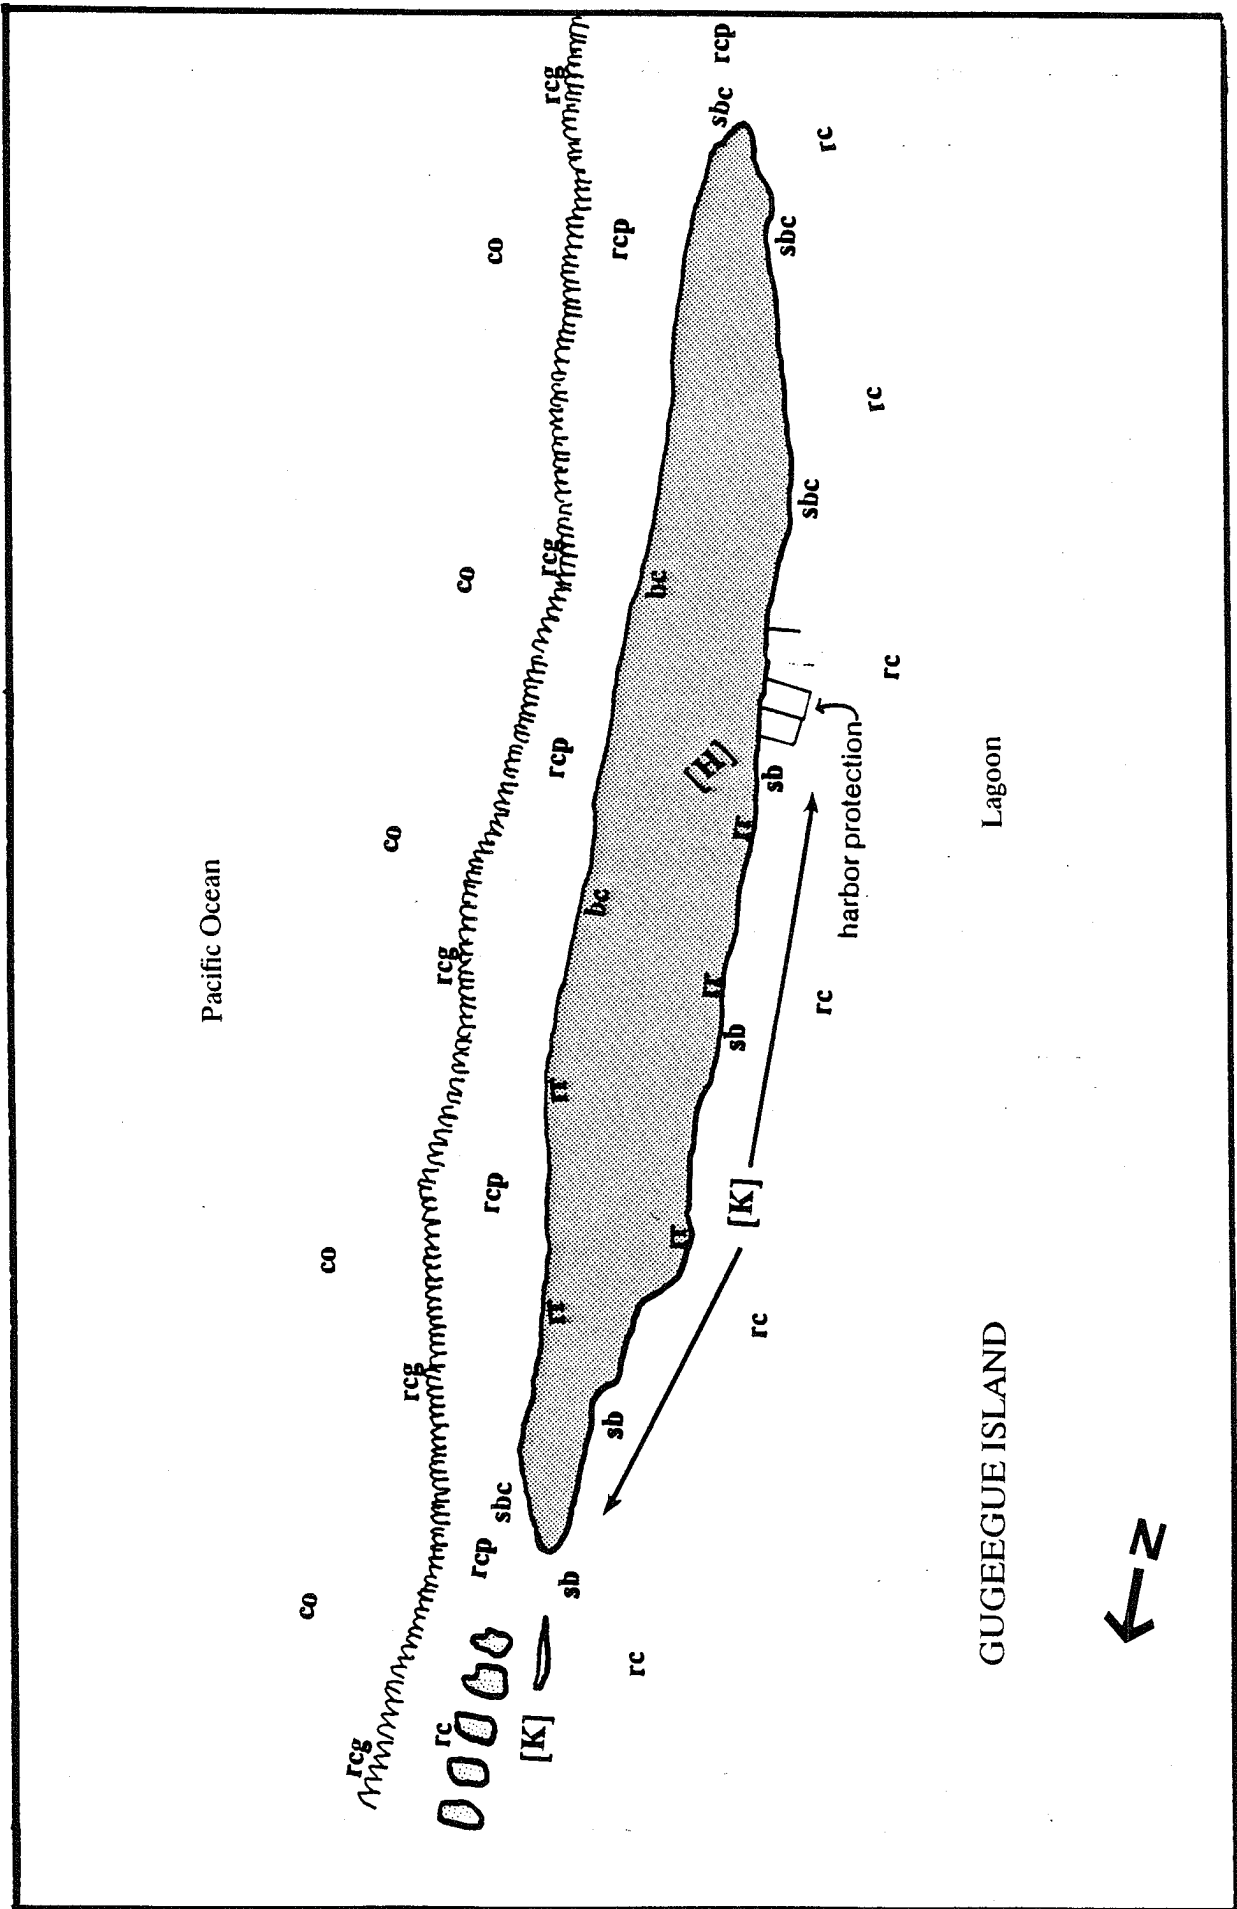 Pacific Ocean
co
co
co
co
co
rcg
rcg
rcg
rcg
rcg
rc
rcp
rcp
rcp
rcp
rcp
[K]
sbc
sbc
rr
rr
bc
bc
[H]
rr
rr
rr
sb
sb
sb
sb
sbc
sbc
[K]
rc
rc
rc
rc
rc
rc
harbor protection
Lagoon
GUGEEGUE ISLAND
N